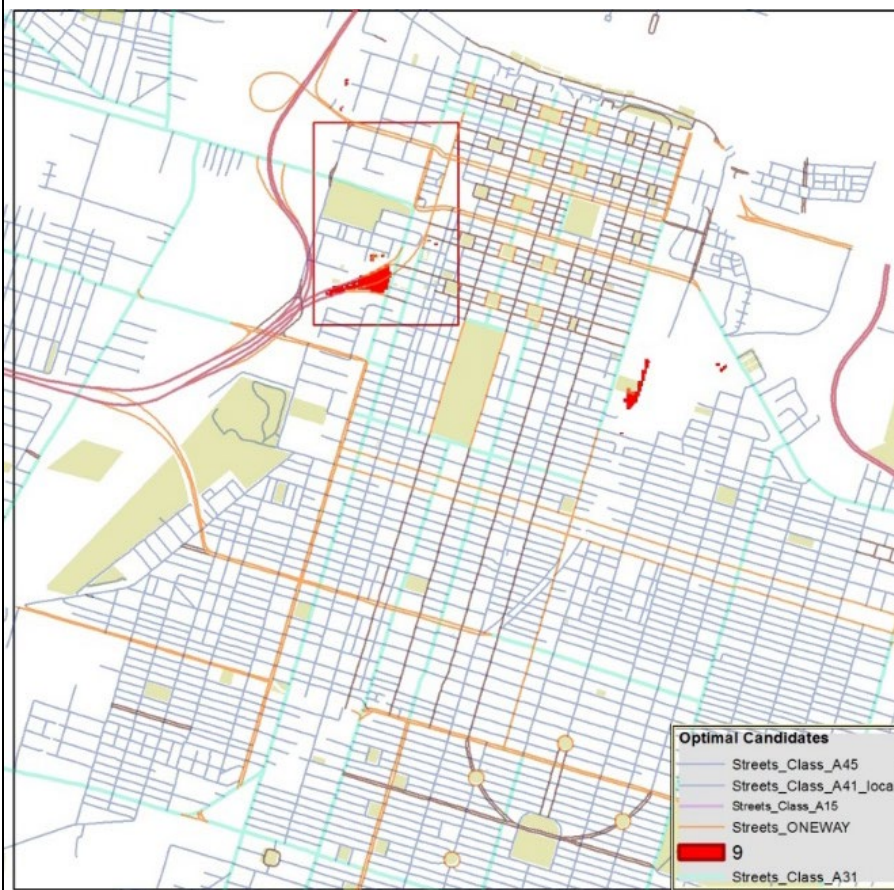 Optimal Candidates
Streets_Class_A45
Streets_Class_A41_loca
Streets_Class_A15
Streets_ONEWAY
9
Streets_Class_A31